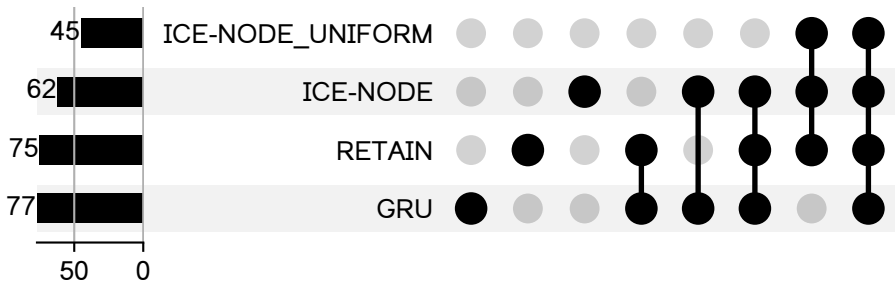 45 ICE-NODE_UNIFORM
62 ICE-NODE
75 RETAIN
77 GRU
50 0